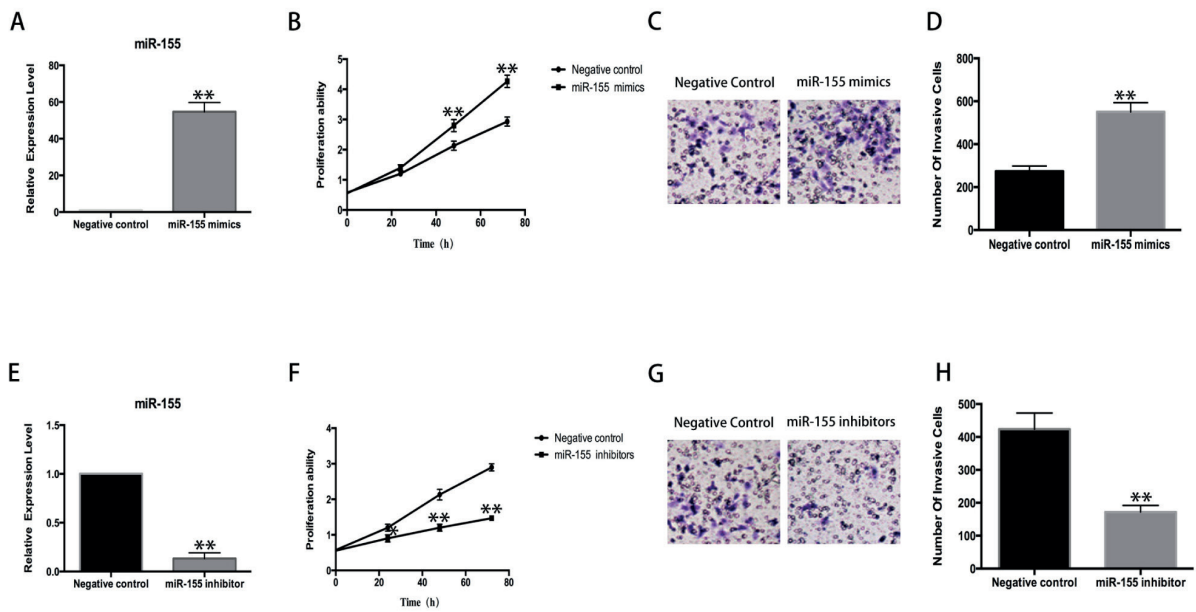 A
miR-155
Relative Expression Level
80
60
40
20
0
**
Negative control
miR-155 mimics
B
Proliferation ability
5
4
3
2
1
0
**
**
0
20
40
60
80
Time (h)
Negative control
miR-155 mimics
C
Negative Control
miR-155 mimics
D
Number Of Invasive Cells
800
600
400
200
0
**
Negative control
miR-155 mimics
E
miR-155
Relative Expression Level
1.5
1.0
0.5
0.0
**
Negative control
miR-155 inhibitor
F
Proliferation ability
4
3
2
1
0
*
**
**
0
20
40
60
80
Time (h)
Negative control
miR-155 inhibitors
G
Negative Control
miR-155 inhibitors
H
Number Of Invasive Cells
500
400
300
200
100
0
**
Negative control
miR-155 inhibitor